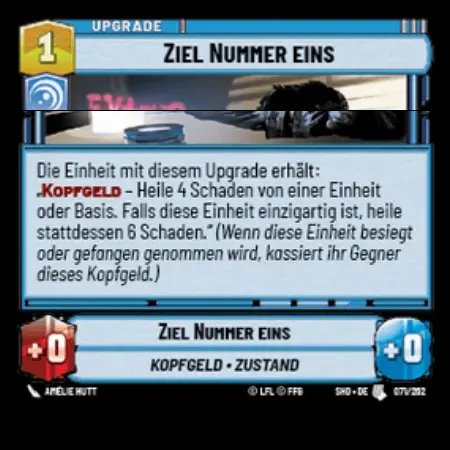 UPGRADE
1
ZIEL NUMMER EINS
Die Einheit mit diesem Upgrade erhält:
„KOPFGELD – Heile 4 Schaden von einer Einheit
oder Basis. Falls diese Einheit einzigartig ist, heile
stattdessen 6 Schaden.“ (Wenn diese Einheit besiegt
oder gefangen genommen wird, kassiert ihr Gegner
dieses Kopfgeld.)
+0
ZIEL NUMMER EINS
+0
KOPFGELD • ZUSTAND
AMÉLIE HUTT
© LFL © FFG
SHD • DE
071/262